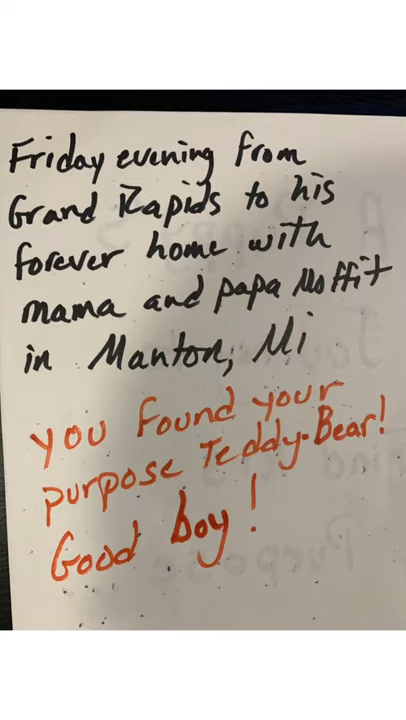 Friday evening from
Grand Rapids to his
forever home with
mama and papa Moffit
in Manton, Mi
you found your
purpose Teddy-Bear!
Good boy!